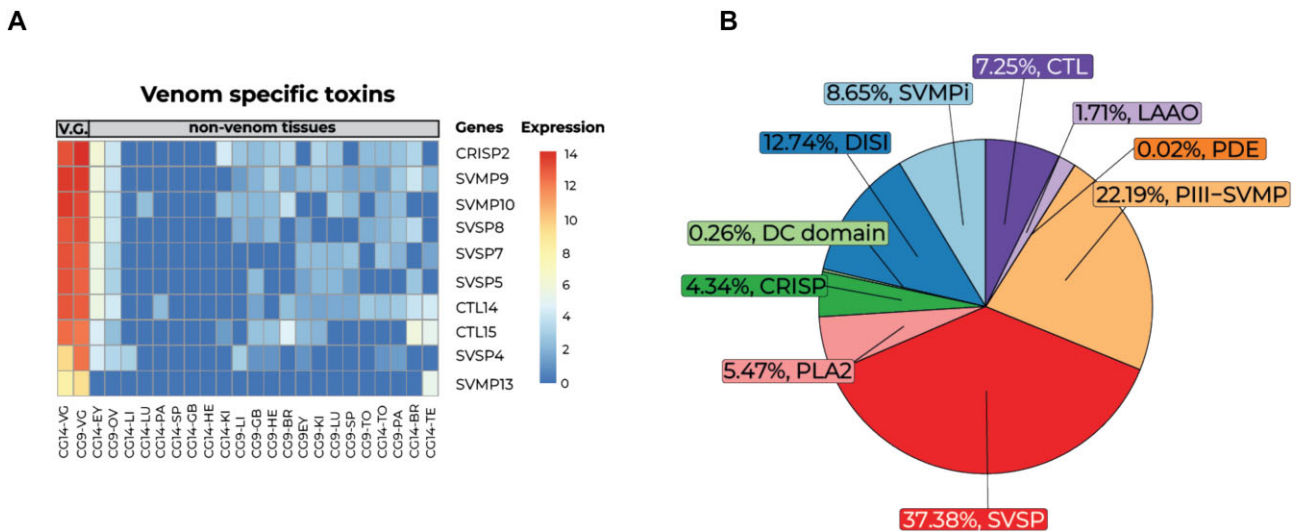 A
Venom specific toxins
V.G. non-venom tissues Genes Expression
CRISP2
SVMP9
SVMP10
SVSP8
SVSP7
SVSP5
CTL14
CTL15
SVSP4
SVMP13
14
12
10
8
6
4
2
0
CG14-VG
CG9-VG
CG14-EY
CG9-OV
CG14-LI
CG14-LU
CG14-PA
CG14-SP
CG14-GB
CG14-HE
CG14-KI
CG9-LI
CG9-GB
CG9-HE
CG9-BR
CG9EY
CG9-KI
CG9-LU
CG9-SP
CG9-TO
CG14-TO
CG9-PA
CG14-BR
CG14-TE
B
7.25%, CTL
8.65%, SVMPi
1.71%, LAAO
12.74%, DISI
0.02%, PDE
22.19%, PIII-SVMP
0.26%, DC domain
4.34%, CRISP
5.47%, PLA2
37.38%, SVSP